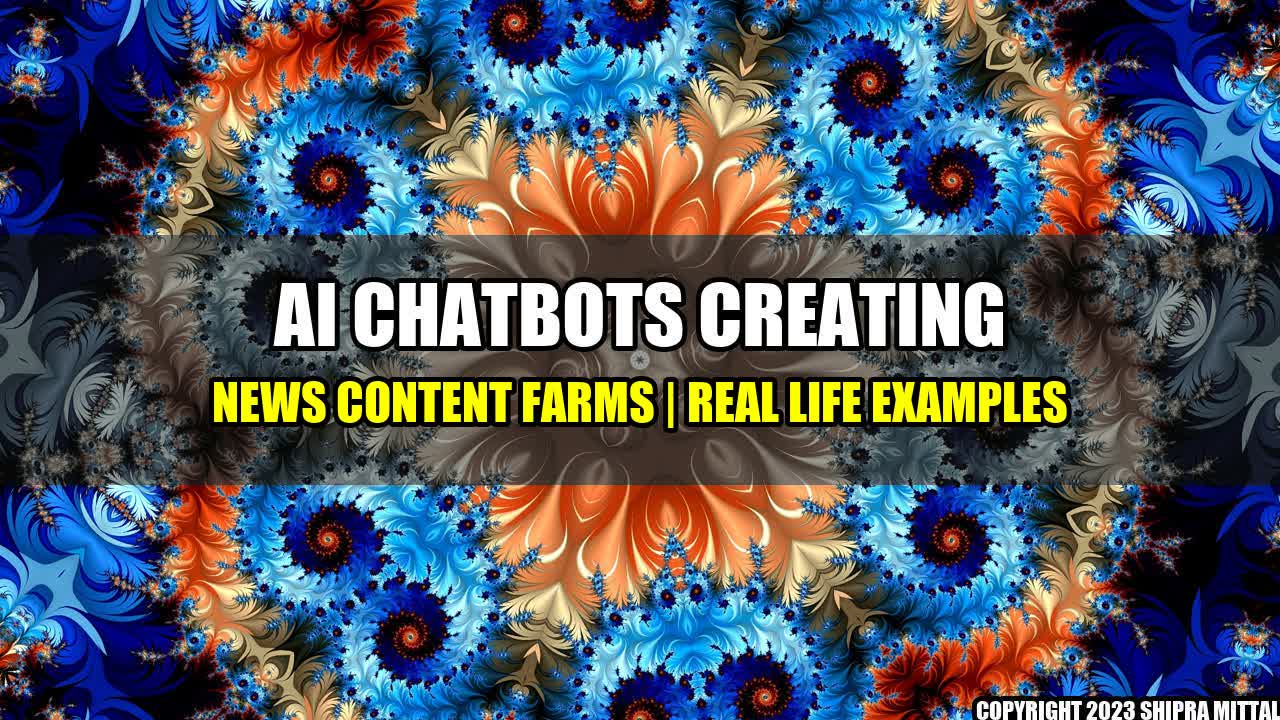 AI CHATBOTS CREATING
NEWS CONTENT FARMS | REAL LIFE EXAMPLES
COPYRIGHT 2023 SHIPRA MITTAL